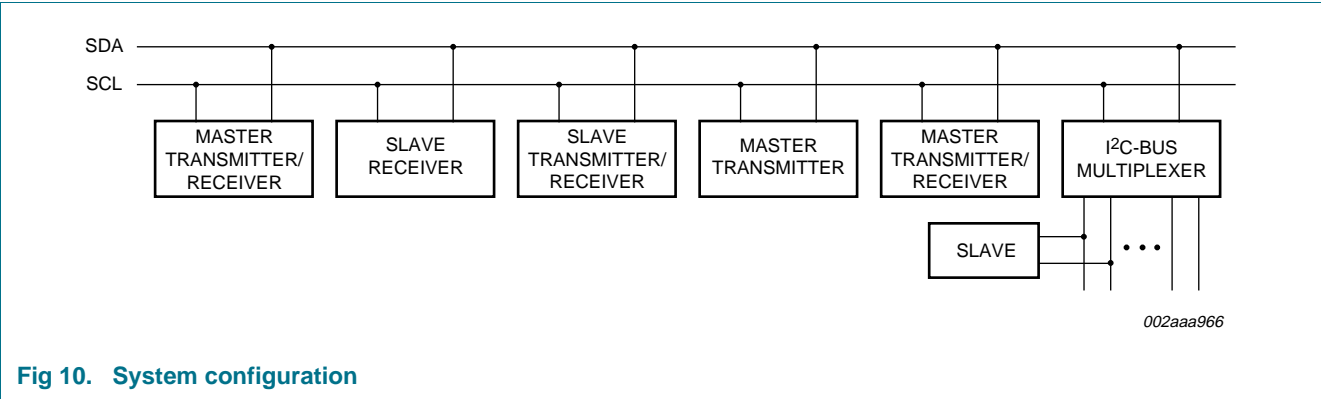 SDA
SCL
MASTER
TRANSMITTER/
RECEIVER
SLAVE
RECEIVER
SLAVE
TRANSMITTER/
RECEIVER
MASTER
TRANSMITTER
MASTER
TRANSMITTER/
RECEIVER
I2C-BUS
MULTIPLEXER
SLAVE
002aaa966
Fig 10. System configuration